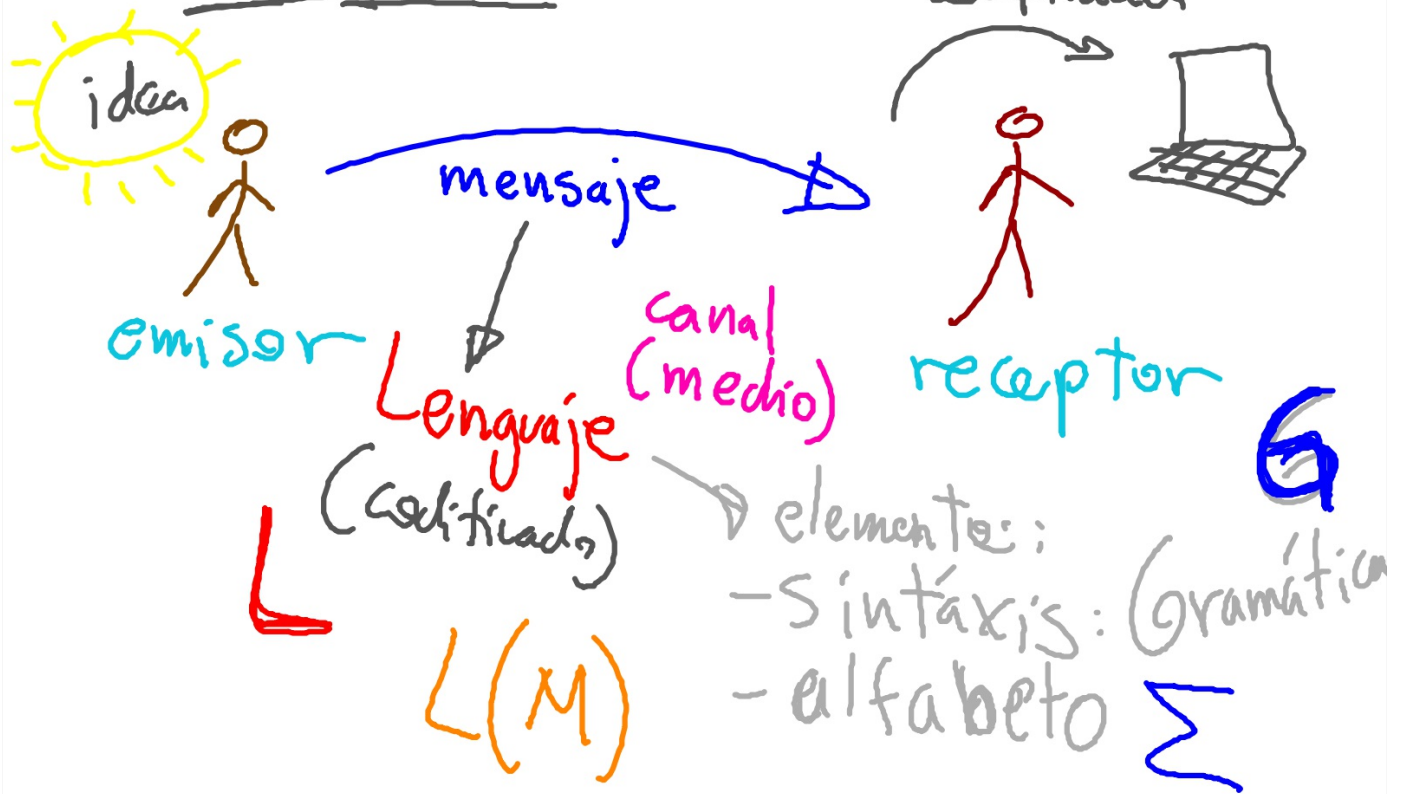 idea
mensaje
emisor
canal
(medio)
receptor
Lenguaje
(codificado)
G
elementos:
- sintáxis: Gramática
- alfabeto Σ
L
L(M)